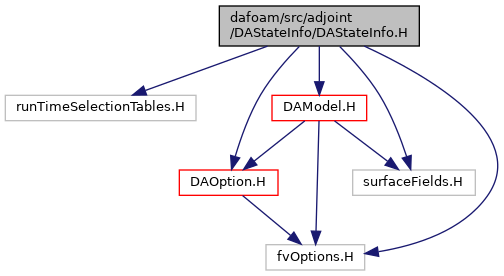 dafoam/src/adjoint
/DAStateInfo/DAStateInfo.H
runTimeSelectionTables.H
DAModel.H
DAOption.H
surfaceFields.H
fvOptions.H